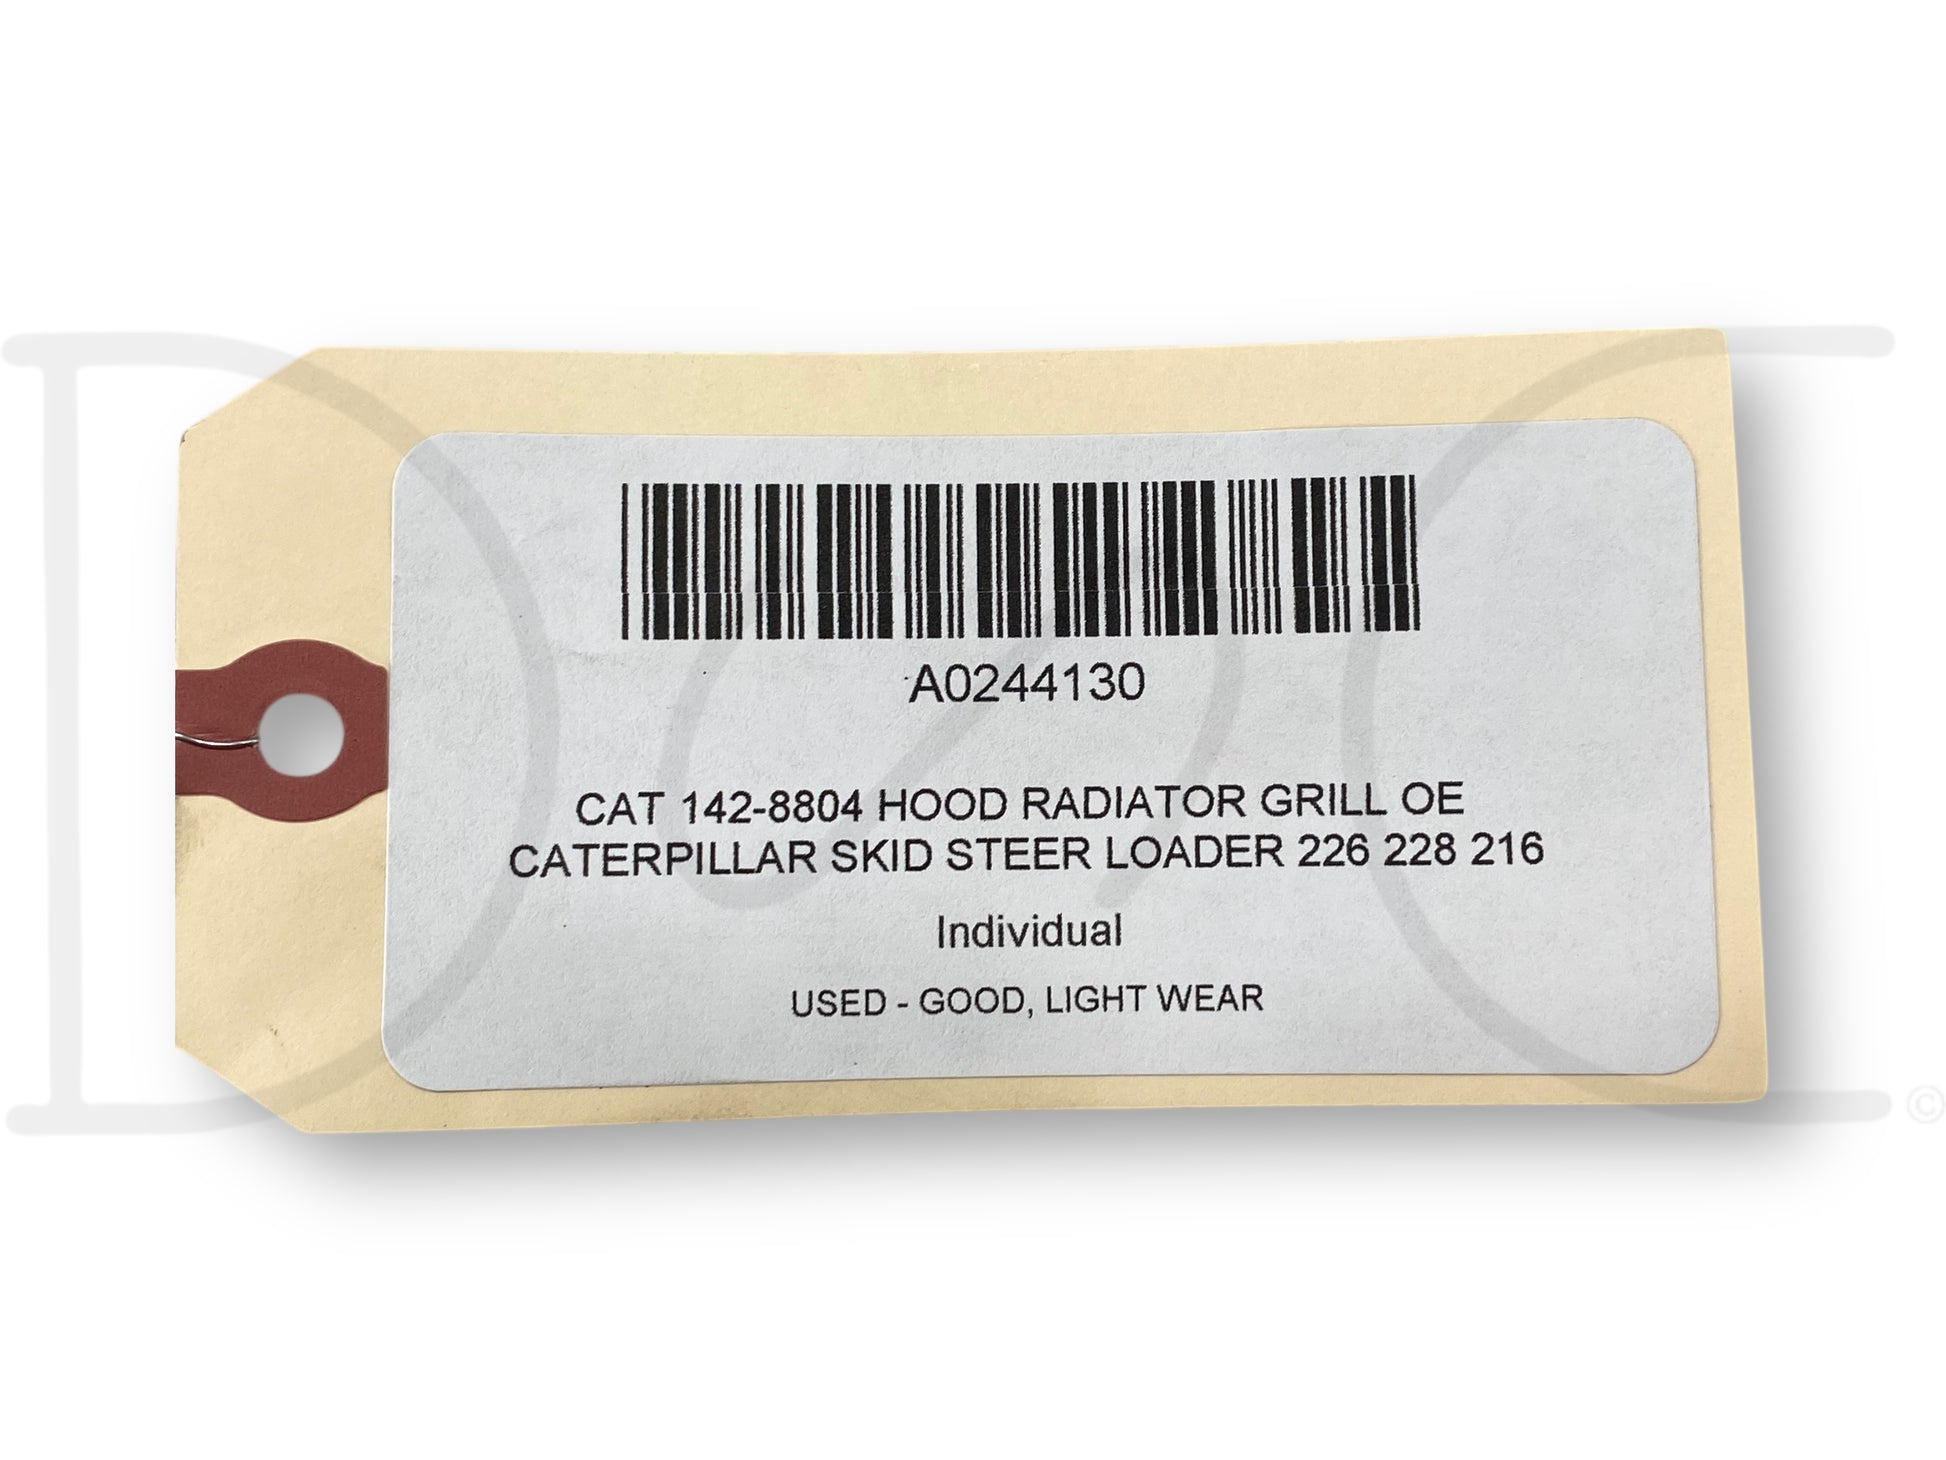 A0244130
CAT 142-8804 HOOD RADIATOR GRILL OE
CATERPILLAR SKID STEER LOADER 226 228 216
Individual
USED - GOOD, LIGHT WEAR
D C ©